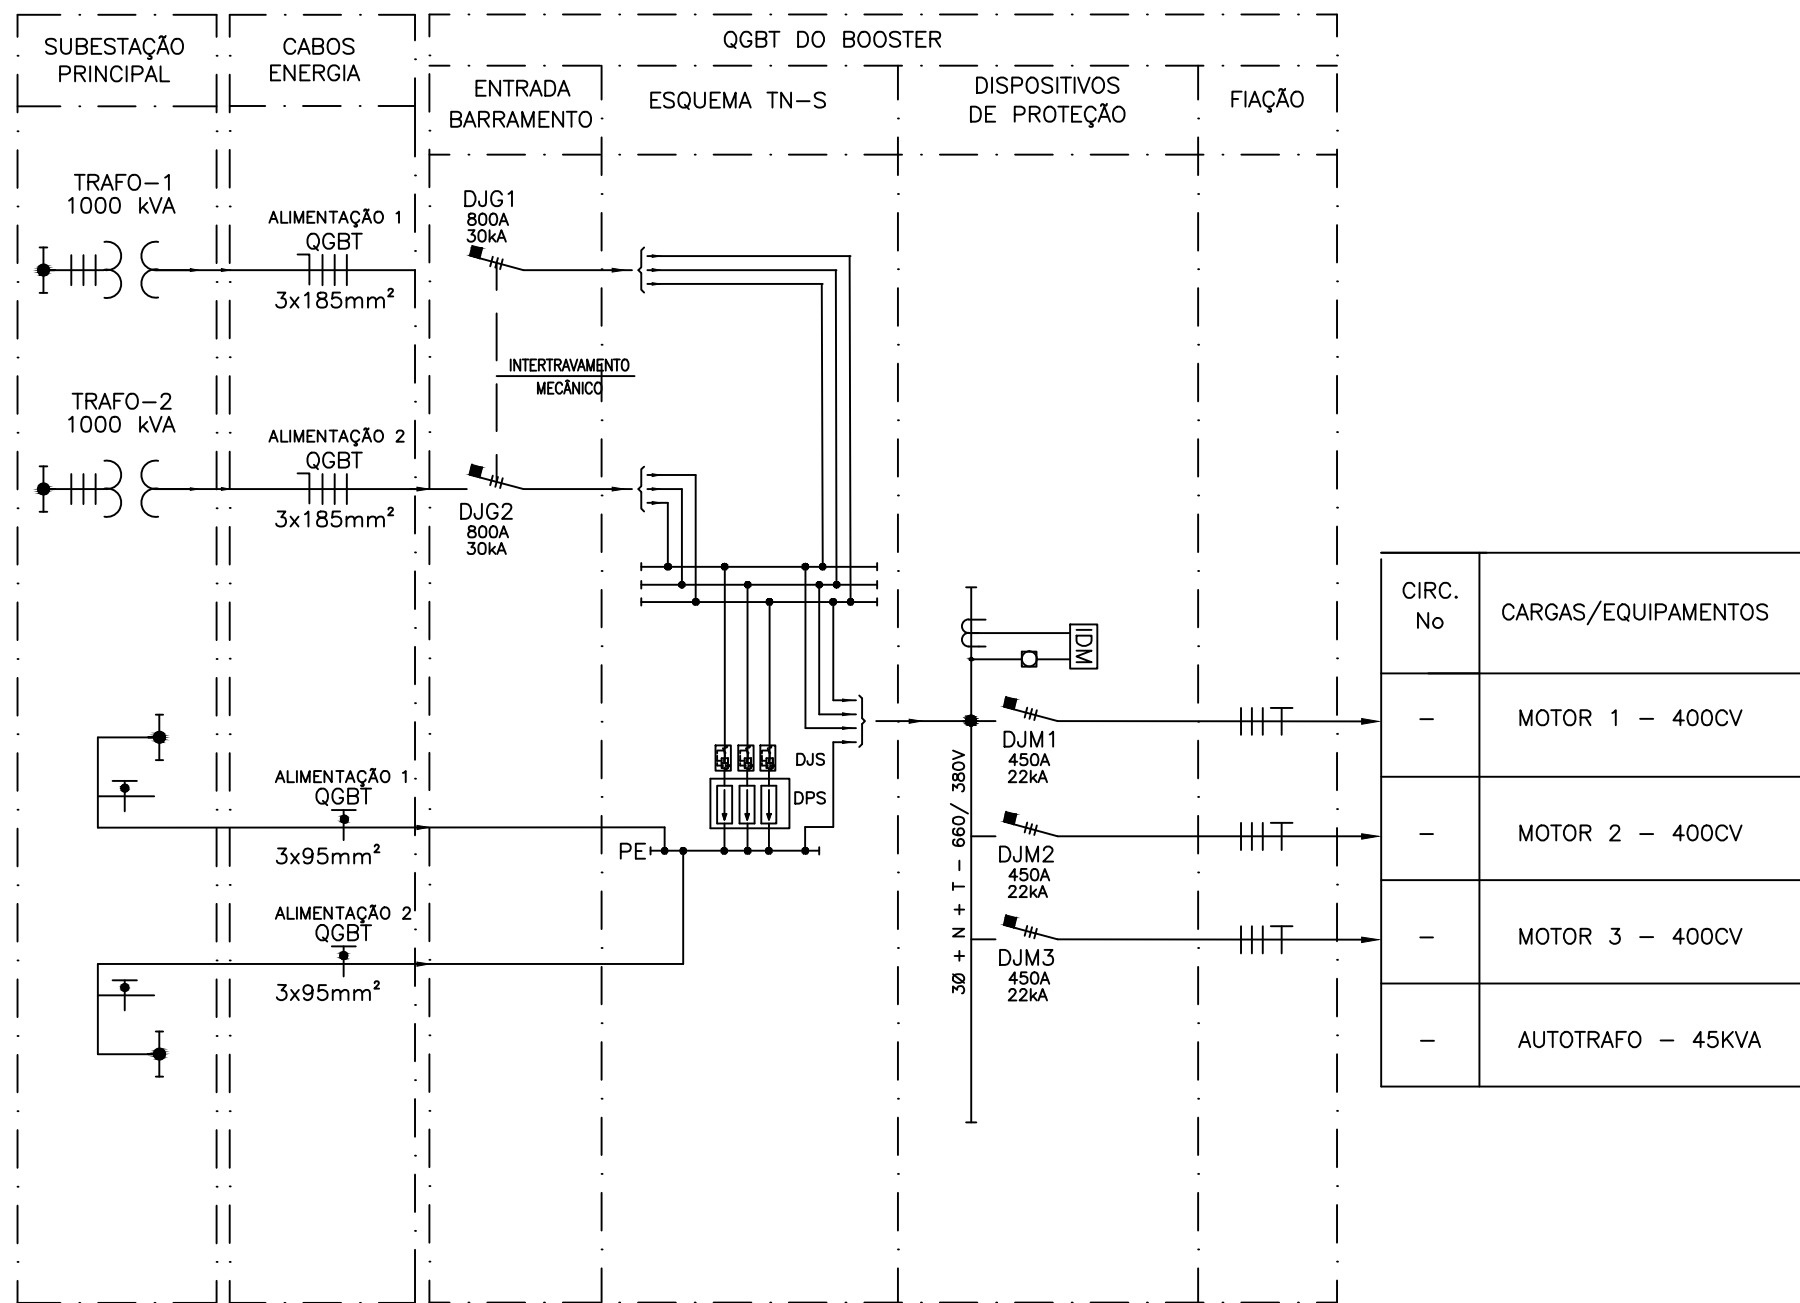 SUBESTAÇÃO
PRINCIPAL
CABOS
ENERGIA
QGBT DO BOOSTER
ENTRADA
BARRAMENTO
ESQUEMA TN-S
DISPOSITIVOS
DE PROTEÇÃO
FIAÇÃO
TRAFO-1
1000 kVA
ALIMENTAÇÃO 1
QGBT
3x185mm²
DJG1
800A
30kA
INTERTRAVAMENTO
MECÂNICO
TRAFO-2
1000 kVA
ALIMENTAÇÃO 2
QGBT
3x185mm²
DJG2
800A
30kA
ALIMENTAÇÃO 1
QGBT
3x95mm²
ALIMENTAÇÃO 2
QGBT
3x95mm²
DJS
DPS
PE
IDM
3Ø + N + T - 660/ 380V
DJM1
450A
22kA
DJM2
450A
22kA
DJM3
450A
22kA
CIRC.
No
CARGAS/EQUIPAMENTOS
- MOTOR 1 - 400CV
- MOTOR 2 - 400CV
- MOTOR 3 - 400CV
- AUTOTRAFO - 45KVA